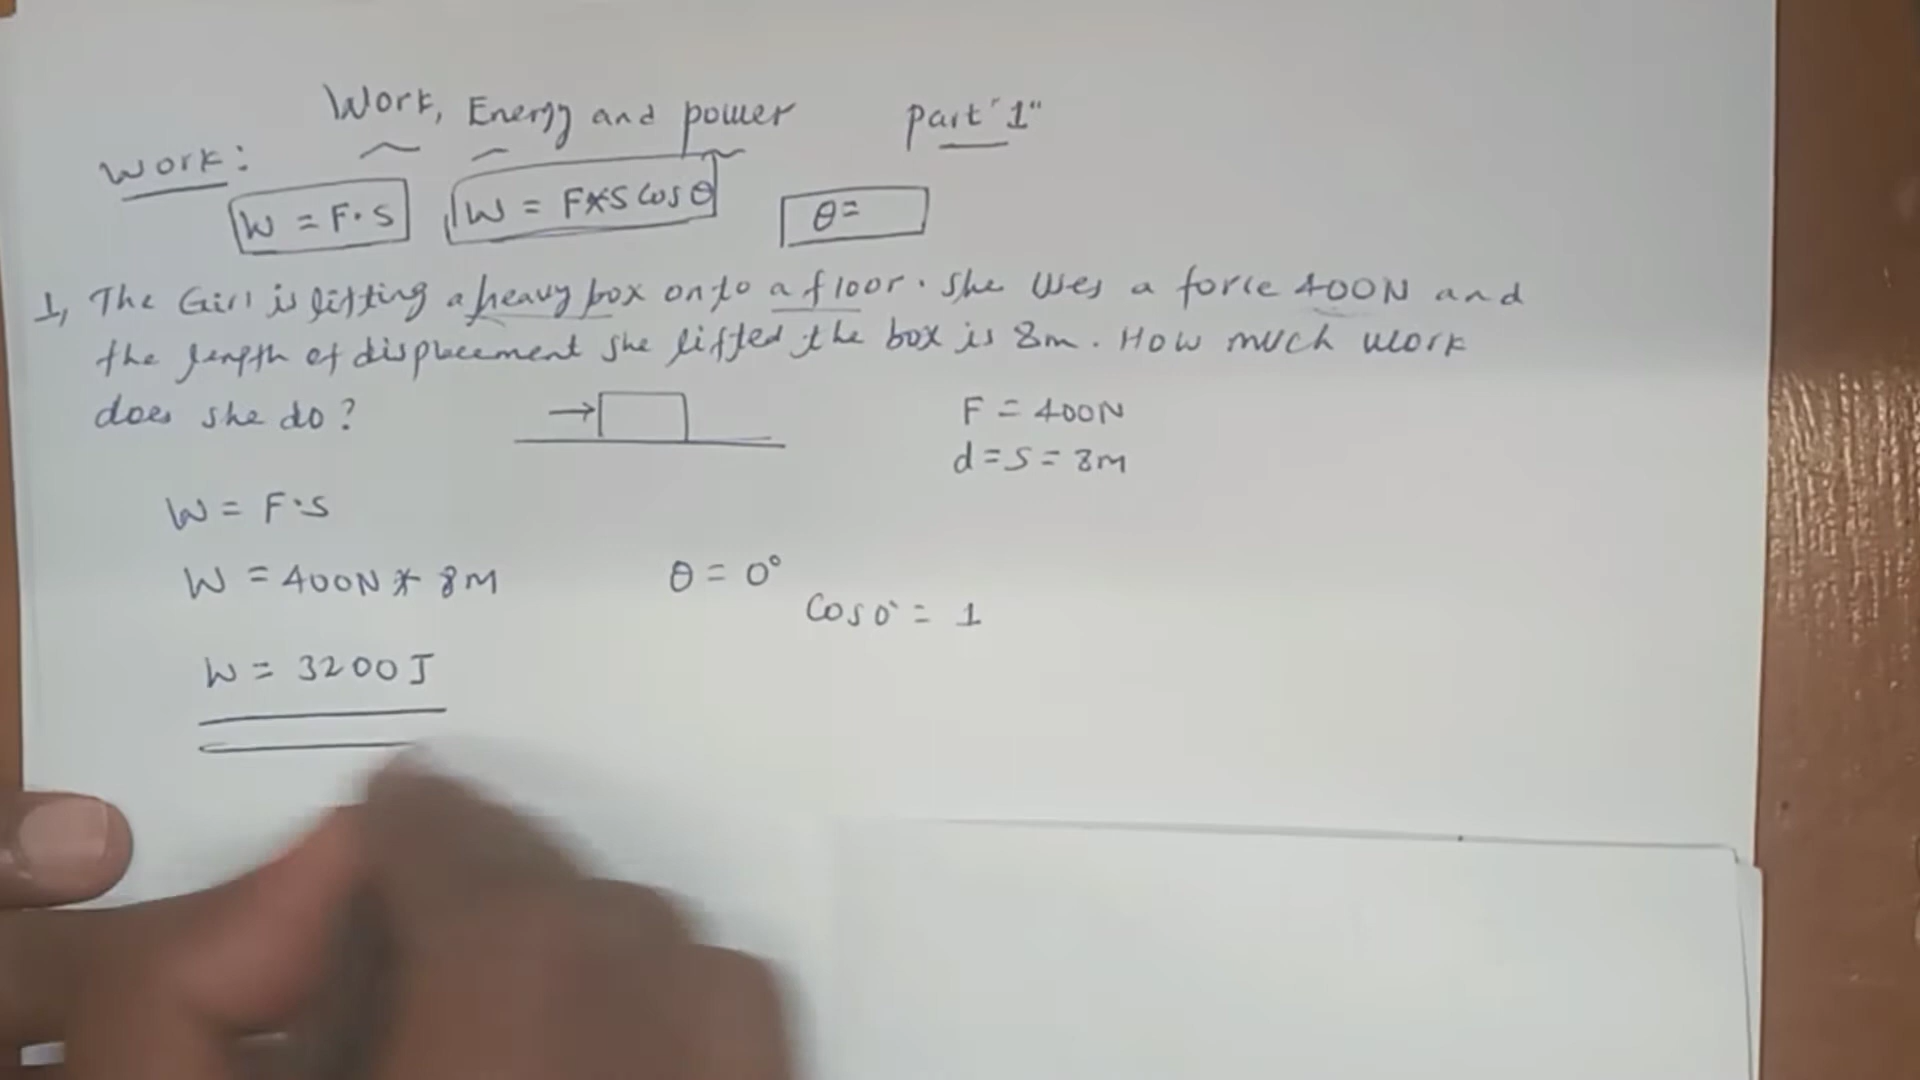 Work, Energy and power Part "1"
Work:
W = F·S W = F*S Cos θ θ=
1, The Girl is lifting a heavy box onto a floor. She uses a force 400N and
the length of displacement she lifted the box is 8m. How much work
does she do?
F = 400N
d = S = 8m
W = F·S
W = 400N * 8M θ = 0°
Cos 0° = 1
W = 3200J